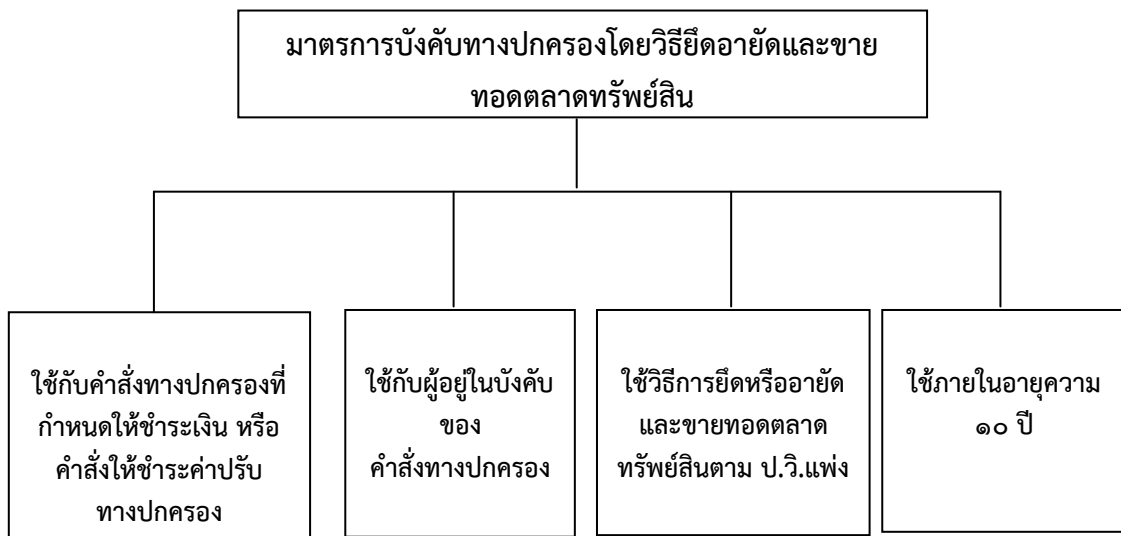 มาตรการบังคับทางปกครองโดยวิธียึดอายัดและขาย
ทอดตลาดทรัพย์สิน
ใช้กับคำสั่งทางปกครองที่
กำหนดให้ชำระเงิน หรือ
คำสั่งให้ชำระค่าปรับ
ทางปกครอง
ใช้กับผู้อยู่ในบังคับ
ของ
คำสั่งทางปกครอง
ใช้วิธีการยึดหรืออายัด
และขายทอดตลาด
ทรัพย์สินตาม ป.วิ.แพ่ง
ใช้ภายในอายุความ
๑๐ ปี